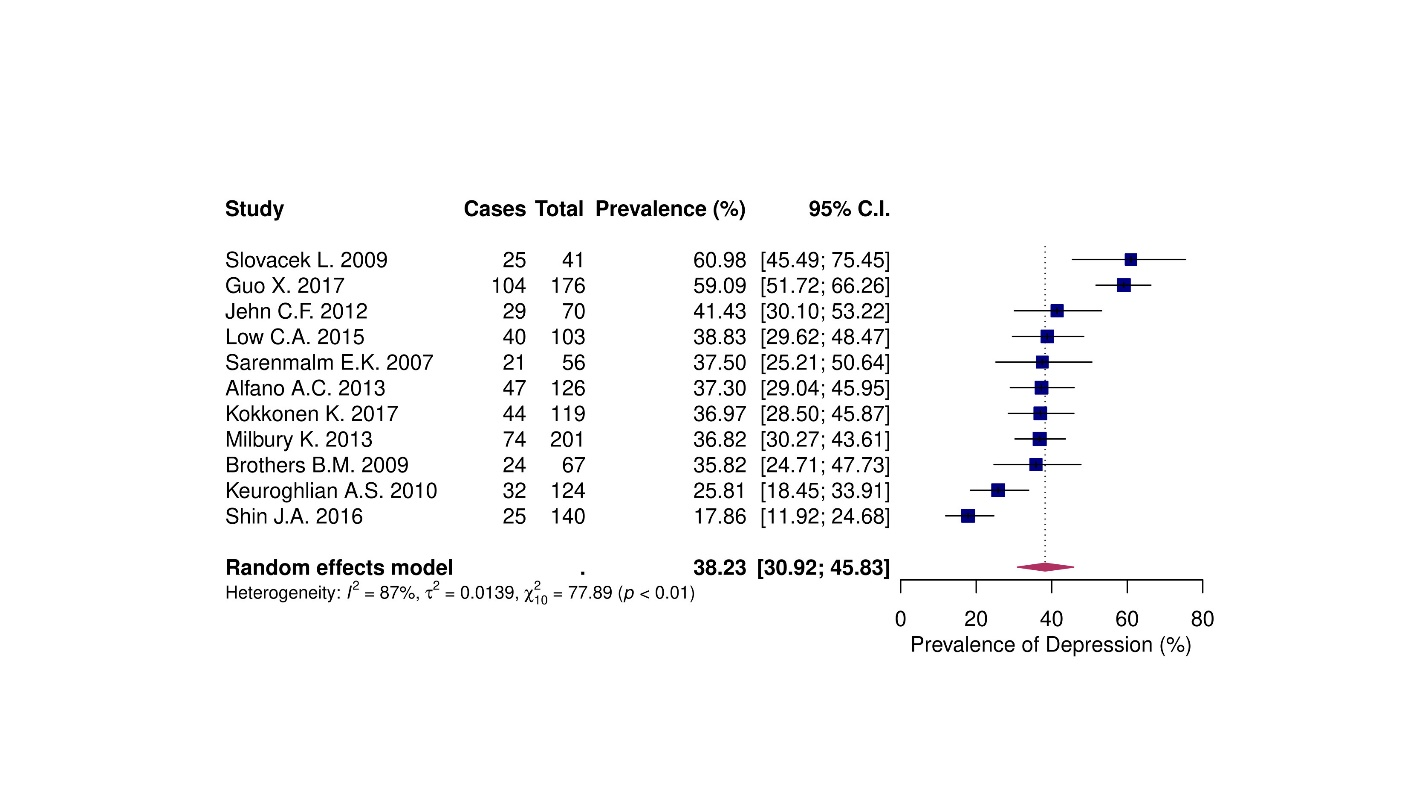 Study Cases Total Prevalence (%) 95% C.I.
Slovacek L. 2009 25 41 60.98 [45.49; 75.45]
Guo X. 2017 104 176 59.09 [51.72; 66.26]
Jehn C.F. 2012 29 70 41.43 [30.10; 53.22]
Low C.A. 2015 40 103 38.83 [29.62; 48.47]
Sarenmalm E.K. 2007 21 56 37.50 [25.21; 50.64]
Alfano A.C. 2013 47 126 37.30 [29.04; 45.95]
Kokkonen K. 2017 44 119 36.97 [28.50; 45.87]
Milbury K. 2013 74 201 36.82 [30.27; 43.61]
Brothers B.M. 2009 24 67 35.82 [24.71; 47.73]
Keuroghlian A.S. 2010 32 124 25.81 [18.45; 33.91]
Shin J.A. 2016 25 140 17.86 [11.92; 24.68]
Random effects model . 38.23 [30.92; 45.83]
Heterogeneity: I² = 87%, τ² = 0.0139, χ²₁₀ = 77.89 (p < 0.01)
0 20 40 60 80
Prevalence of Depression (%)